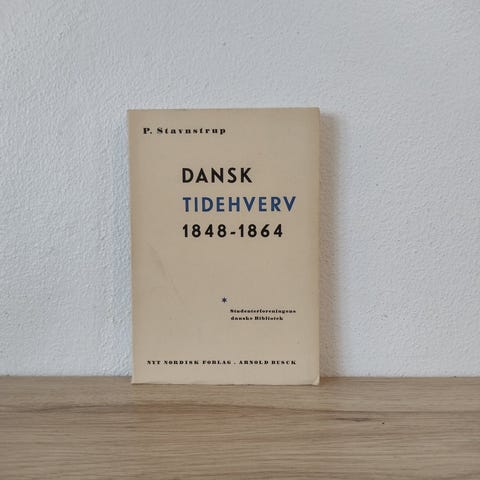 P. Stavnstrup
DANSK
TIDEHVERV
1848-1864
*
Studenterforeningens
danske Bibliotek
NYT NORDISK FORLAG . ARNOLD BUSCK